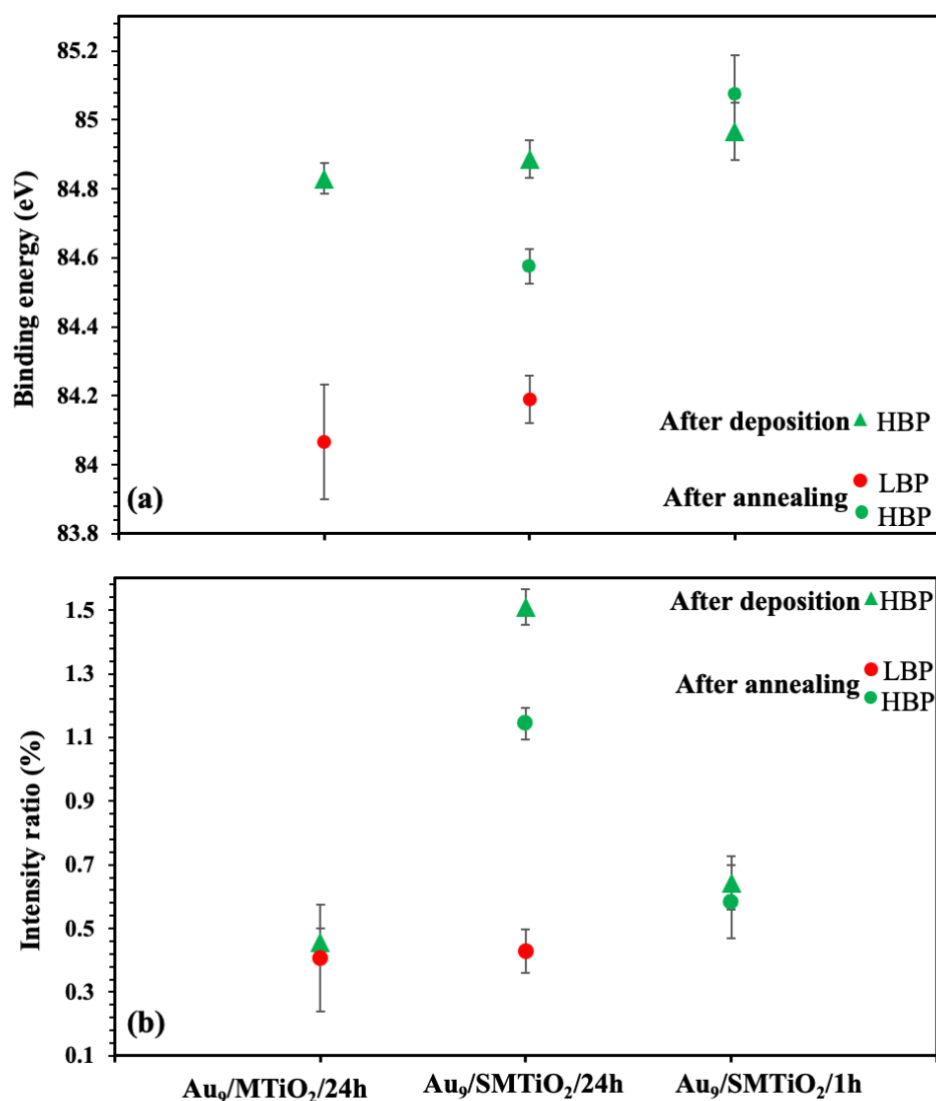 85.2
85
84.8
84.6
84.4
84.2
84
83.8
Binding energy (eV)
After deposition HBP
LBP
After annealing
HBP
(a)
1.5
1.3
1.1
0.9
0.7
0.5
0.3
0.1
Intensity ratio (%)
After deposition HBP
LBP
After annealing
HBP
(b)
Au₉/MTiO₂/24h Au₉/SMTiO₂/24h Au₉/SMTiO₂/1h